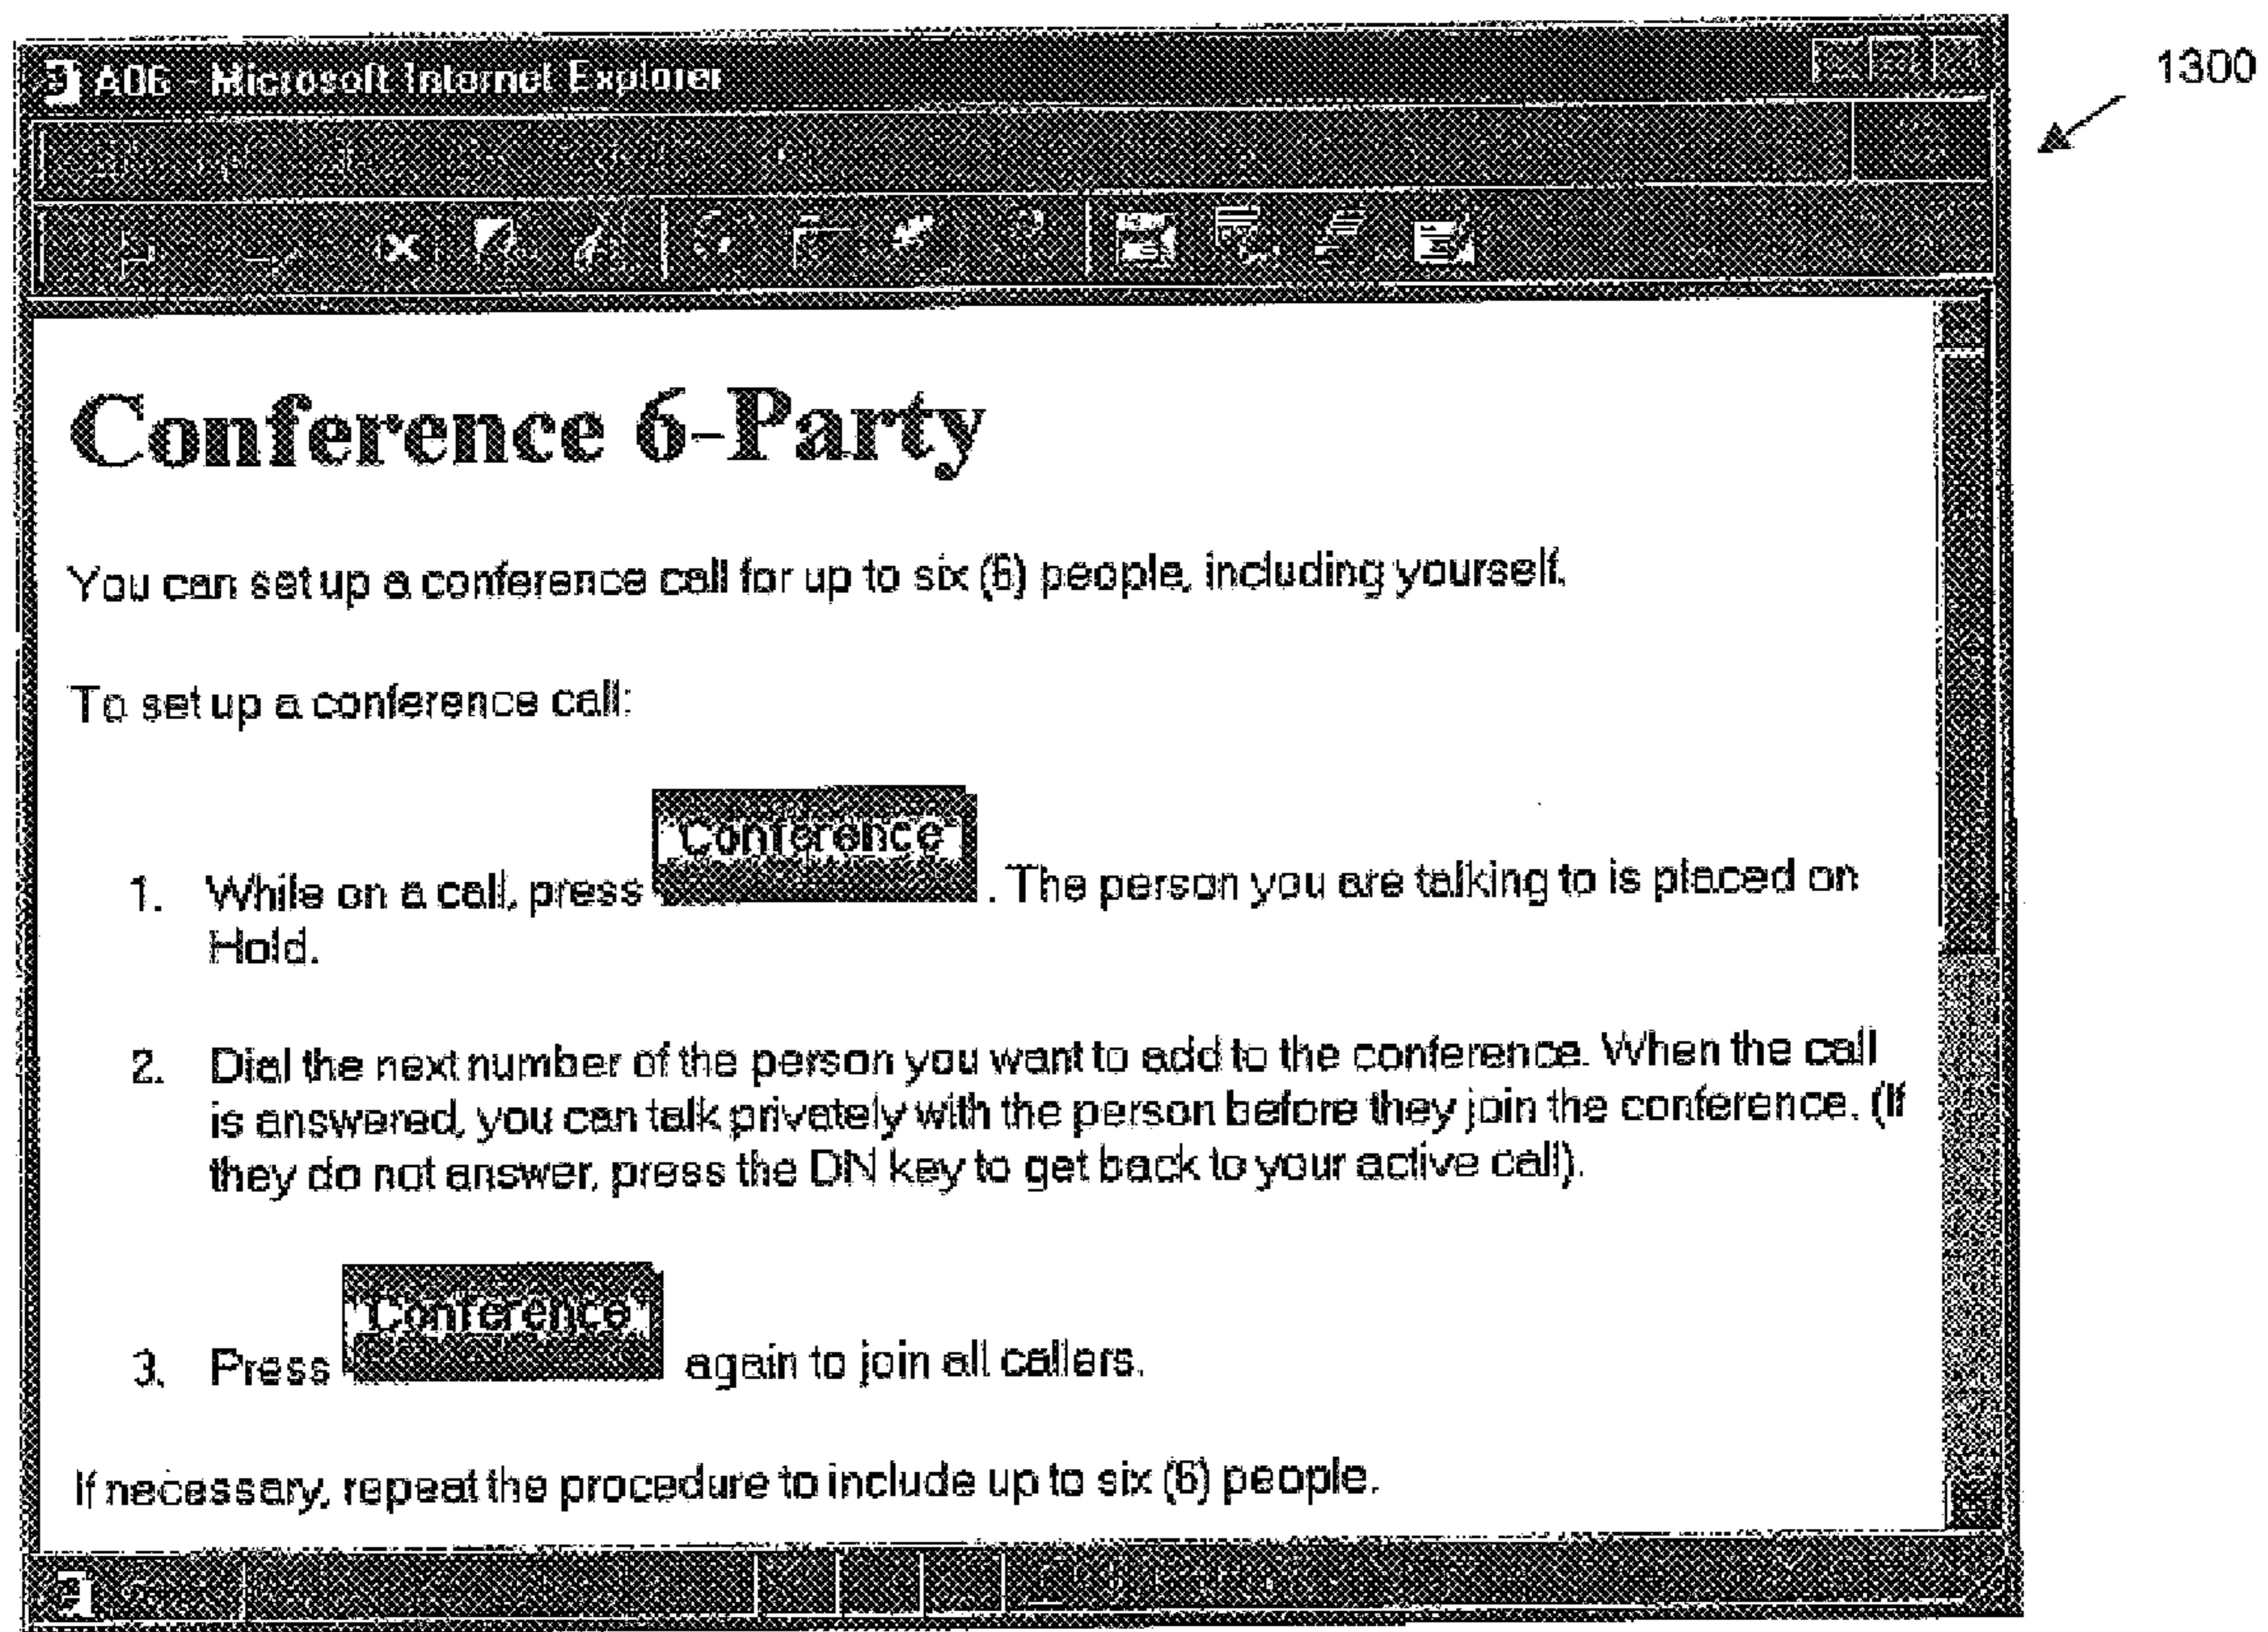 A06 - Microsoft Internet Explorer
1300
Conference 6-Party
You can set up a conference call for up to six (6) people, including yourself.
To set up a conference call:
1. While on a call, press "Conference" . The person you are talking to is placed on
Hold.
2. Dial the next number of the person you want to add to the conference. When the call
is answered, you can talk privately with the person before they join the conference. (If
they do not answer, press the DN key to get back to your active call).
3. Press "Conference" again to join all callers.
If necessary, repeat the procedure to include up to six (6) people.